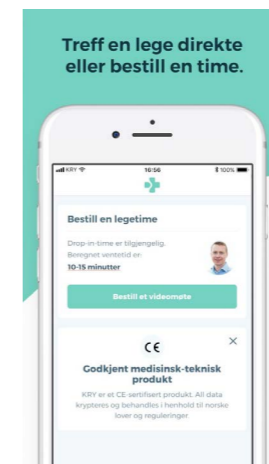 Treff en lege direkte
eller bestill en time.
KRY 16:56 100%
Bestill en legetime
Drop-in-time er tilgjengelig.
Beregnet ventetid er:
10-15 minutter
Bestill et videomøte
CE
Godkjent medisinsk-teknisk
produkt
KRY er et CE-sertifisert produkt. All data
krypteres og behandles i henhold til norske
lover og reguleringer.